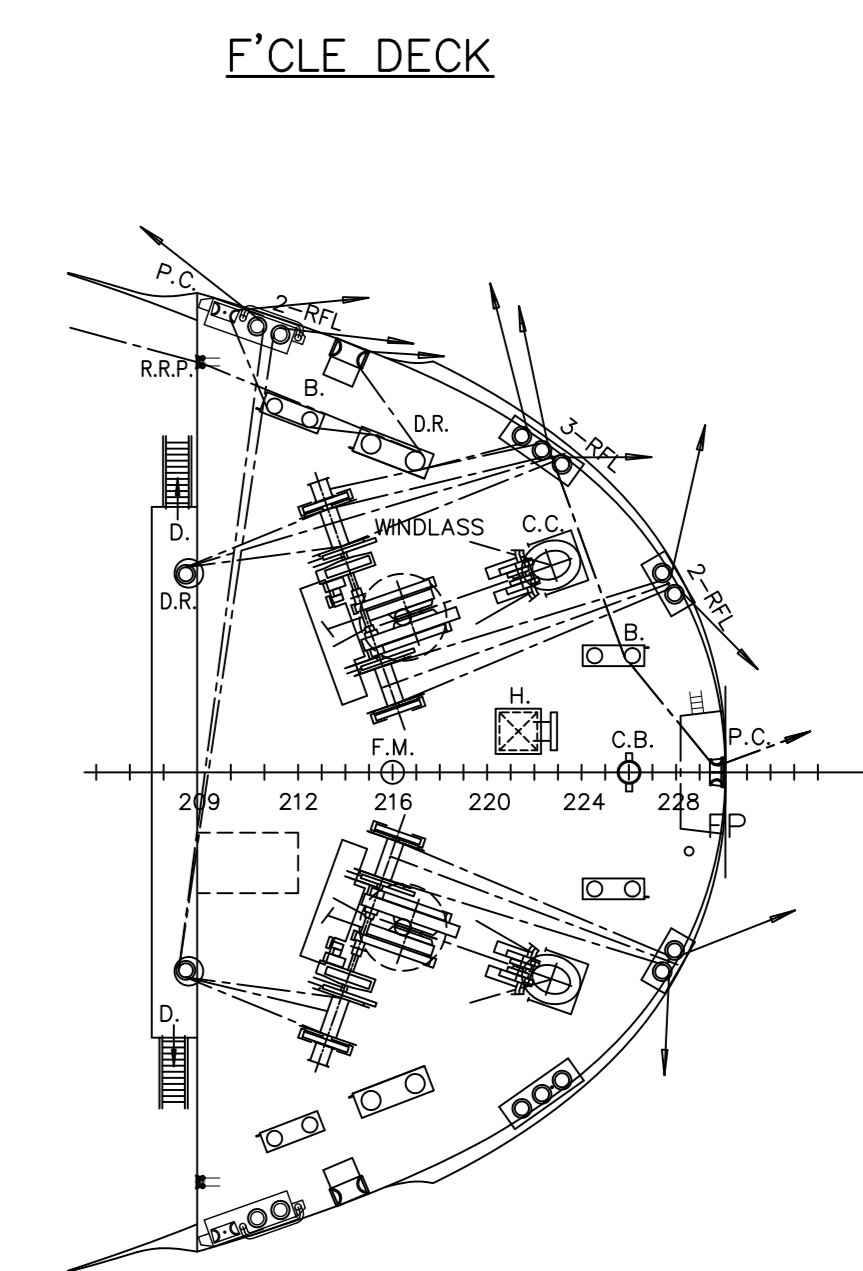 F'CLE DECK
P.C.
2-RFL
R.R.P.
B.
D.R.
3-RFL
WINDLASS
C.C.
D.
D.R.
2-RFL
B.
H.
F.M.
C.B.
P.C.
209 212 216 220 224 228
FP
D.